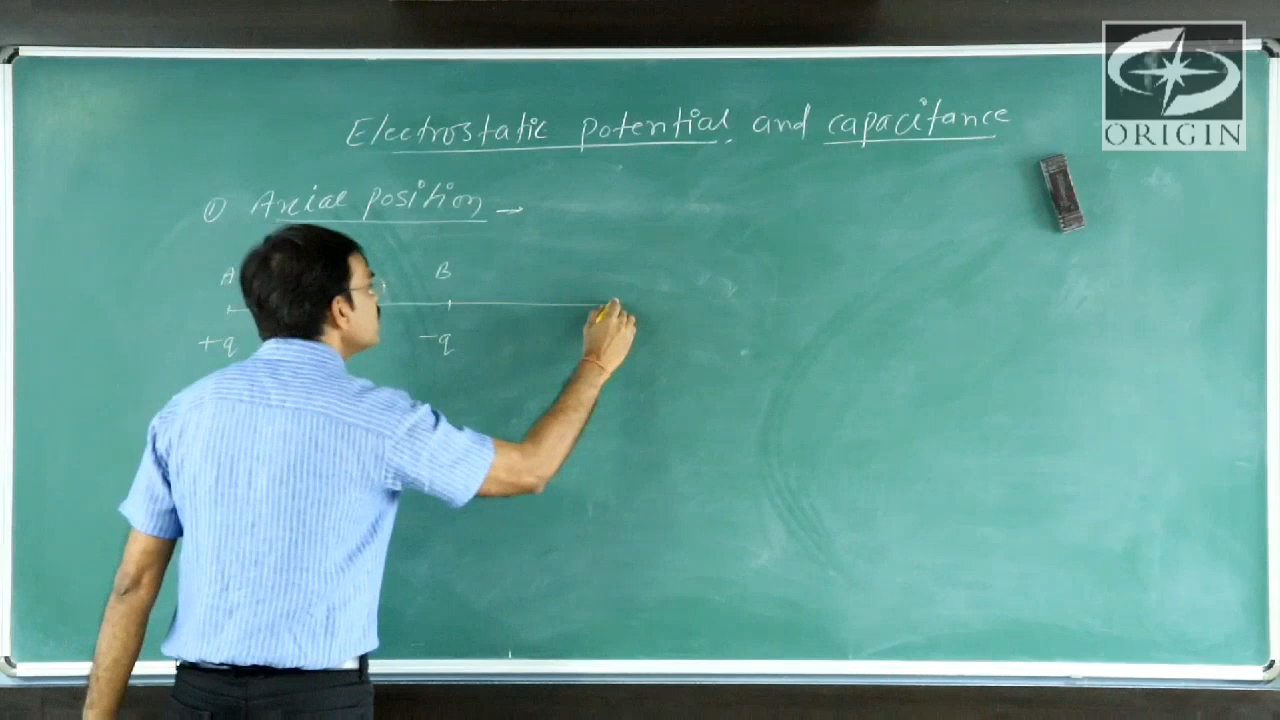 ORIGIN
Electrostatic potential and capacitance
① Axial position →
A B
+q -q